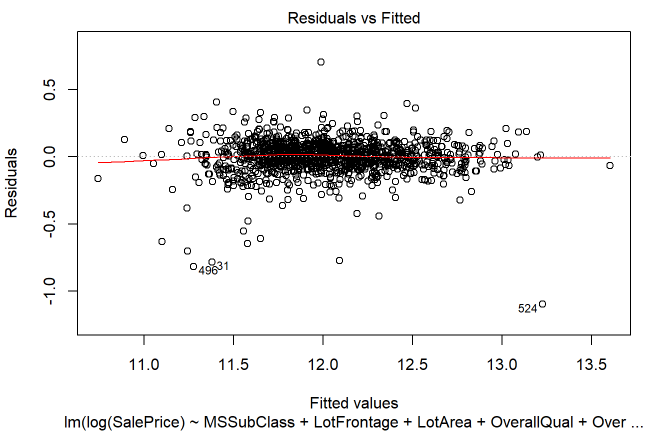 Residuals vs Fitted
Residuals
0.5
0.0
-0.5
-1.0
496
31
524
11.0 11.5 12.0 12.5 13.0 13.5
Fitted values
lm(log(SalePrice) ~ MSSubClass + LotFrontage + LotArea + OverallQual + Over ...